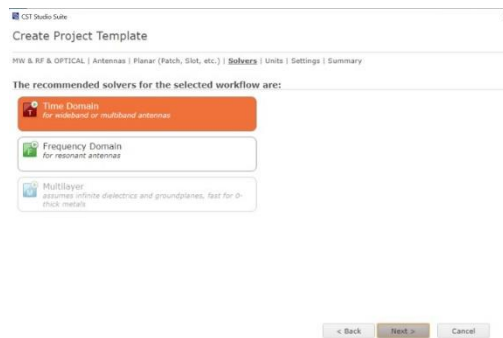 CST Studio Suite
Create Project Template
MW & RF & OPTICAL | Antennas | Planar (Patch, Slot, etc.) | Solvers | Units | Settings | Summary
The recommended solvers for the selected workflow are:
Time Domain
for wideband or multiband antennas
Frequency Domain
for resonant antennas
Multilayer
assumes infinite dielectrics and groundplanes, fast for 0-
thick metals
< Back Next > Cancel